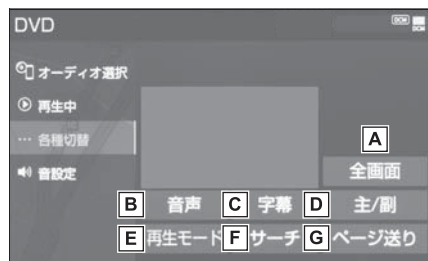 DVD
DCM
DCM
オーディオ選択
再生中
… 各種切替
音設定
A
全画面
B 音声 C 字幕 D 主/副
E 再生モード F サーチ G ページ送り